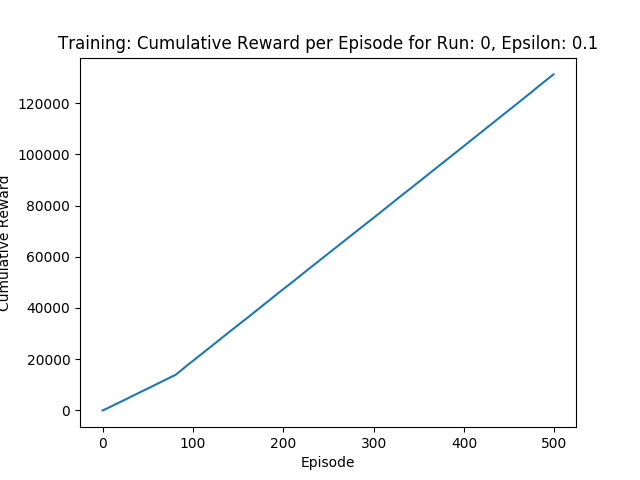 Training: Cumulative Reward per Episode for Run: 0, Epsilon: 0.1
120000
100000
80000
60000
40000
20000
0
Cumulative Reward
0 100 200 300 400 500
Episode